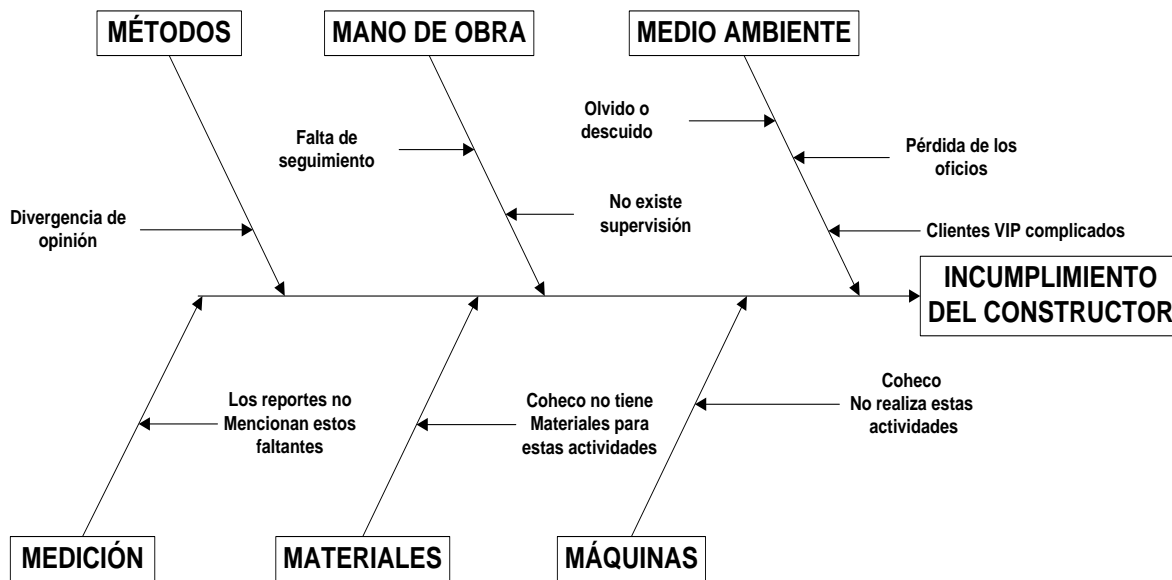 MÉTODOS
MANO DE OBRA
MEDIO AMBIENTE
Olvido o
descuido
Falta de
seguimiento
Pérdida de los
oficios
No existe
supervisión
Divergencia de
opinión
Clientes VIP complicados
INCUMPLIMIENTO
DEL CONSTRUCTOR
Los reportes no
Mencionan estos
faltantes
Coheco no tiene
Materiales para
estas actividades
Coheco
No realiza estas
actividades
MEDICIÓN
MATERIALES
MÁQUINAS